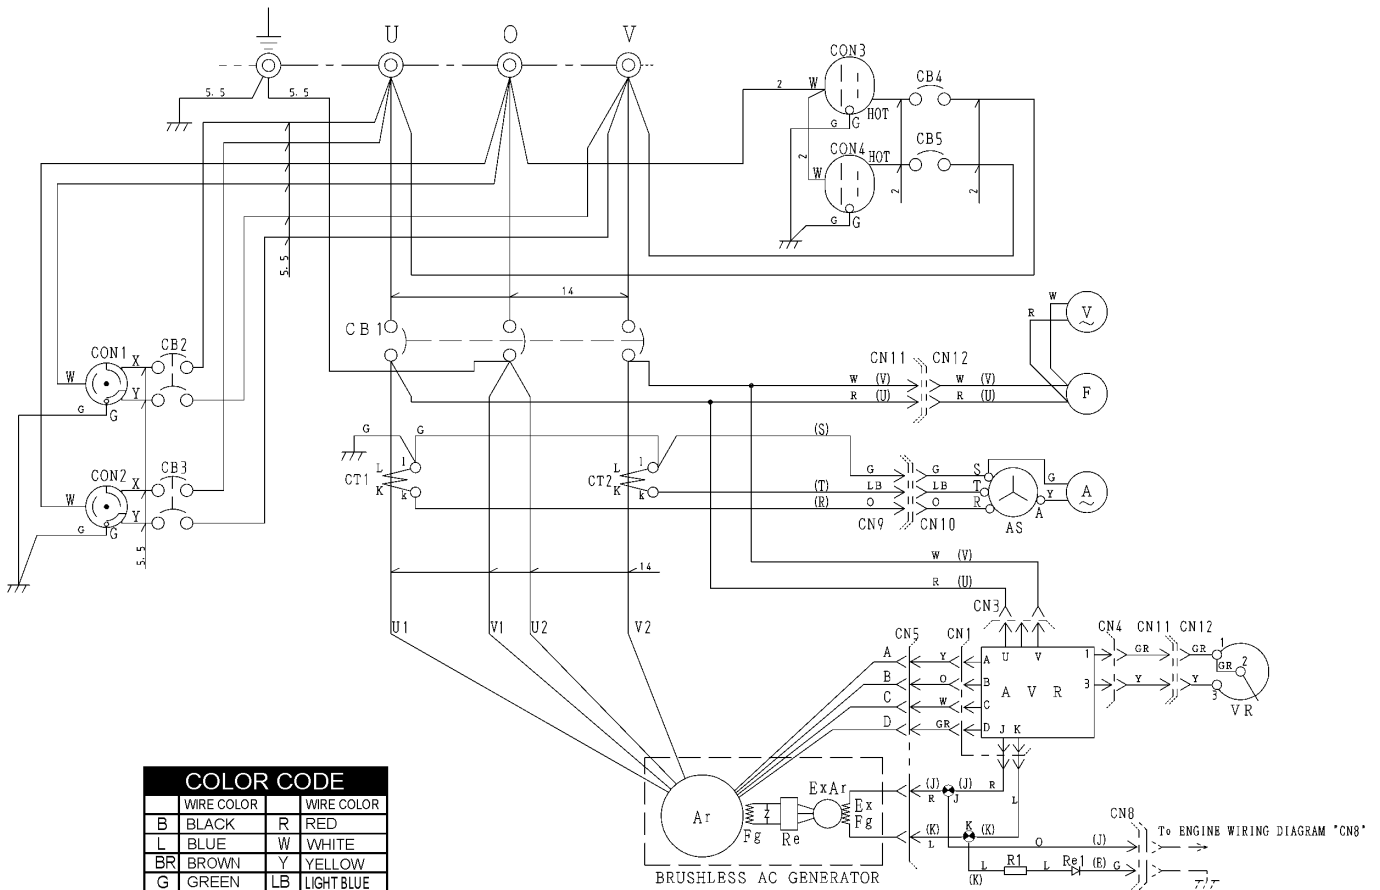 U O V
CON3
CB4
W
2
5.5 5.5
G G HOT
CON4 HOT
CB5
2
W
2 2
G G
5.5
14
CB1
W
R
V
CN11 CN12
W (V) W (V)
R (U) R (U)
F
CON1 CB2
X
W
Y
G G
G G (S)
L l
CT1
K k
L l
CT2
K
G G S
(T) LB LB T
(R) O O R
G
Y
A
A
CN9 CN10 AS
CON2 CB3
X
W
Y
G G
5.5
14
W (V)
R (U)
CN3
U1 V1 U2 V2
CN5 CN1
CN4 CN11 CN12
A Y A U V 1 GR GR 1
B O B 3 Y Y 3
GR 2
C W C
AVR
D GR D J K
VR
R L
Ar
Fg
Re
ExAr
Ex
Fg
(J) (J)
R J
(K) K (K)
L
O (J)
CN8
To ENGINE WIRING DIAGRAM "CN8"
L R1 L Re1 (E) G
(K)
BRUSHLESS AC GENERATOR
COLOR CODE
WIRE COLOR WIRE COLOR
B BLACK R RED
L BLUE W WHITE
BR BROWN Y YELLOW
G GREEN LB LIGHT BLUE